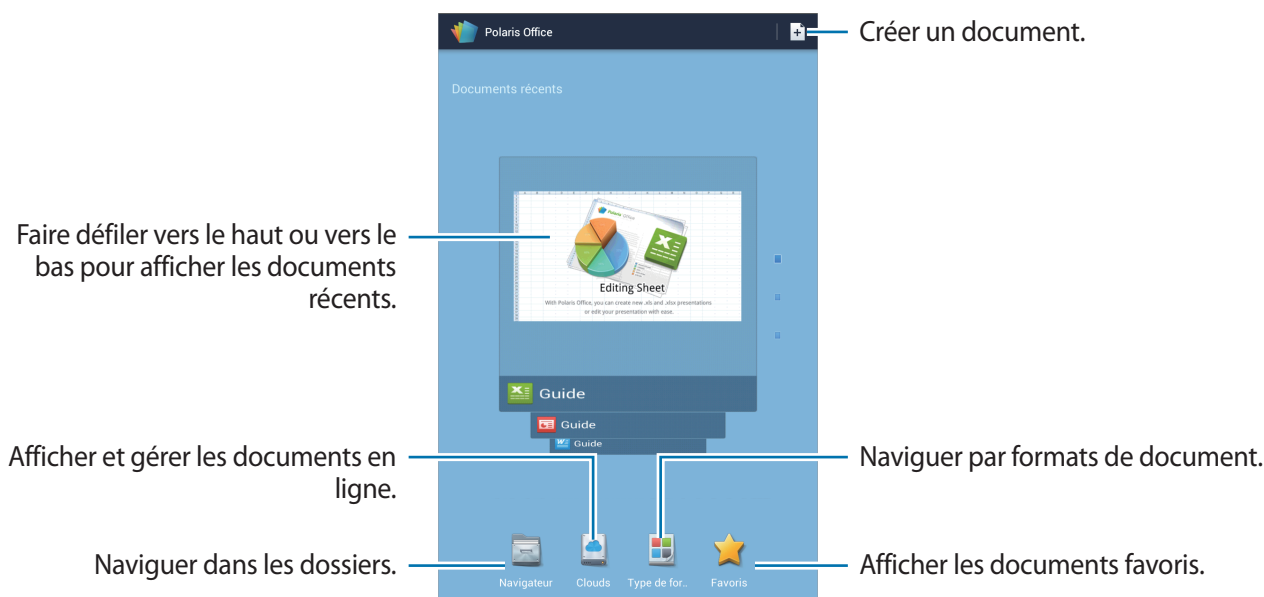 Polaris Office
Créer un document.
Documents récents
Polaris Office
Faire défiler vers le haut ou vers le
bas pour afficher les documents
récents.
Editing Sheet
With Polaris Office, you can create new .xls and .xlsx presentations
or edit your presentation with ease.
Guide
Guide
Guide
Afficher et gérer les documents en
ligne.
Naviguer par formats de document.
Naviguer dans les dossiers.
Afficher les documents favoris.
Navigateur
Clouds
Type de for..
Favoris